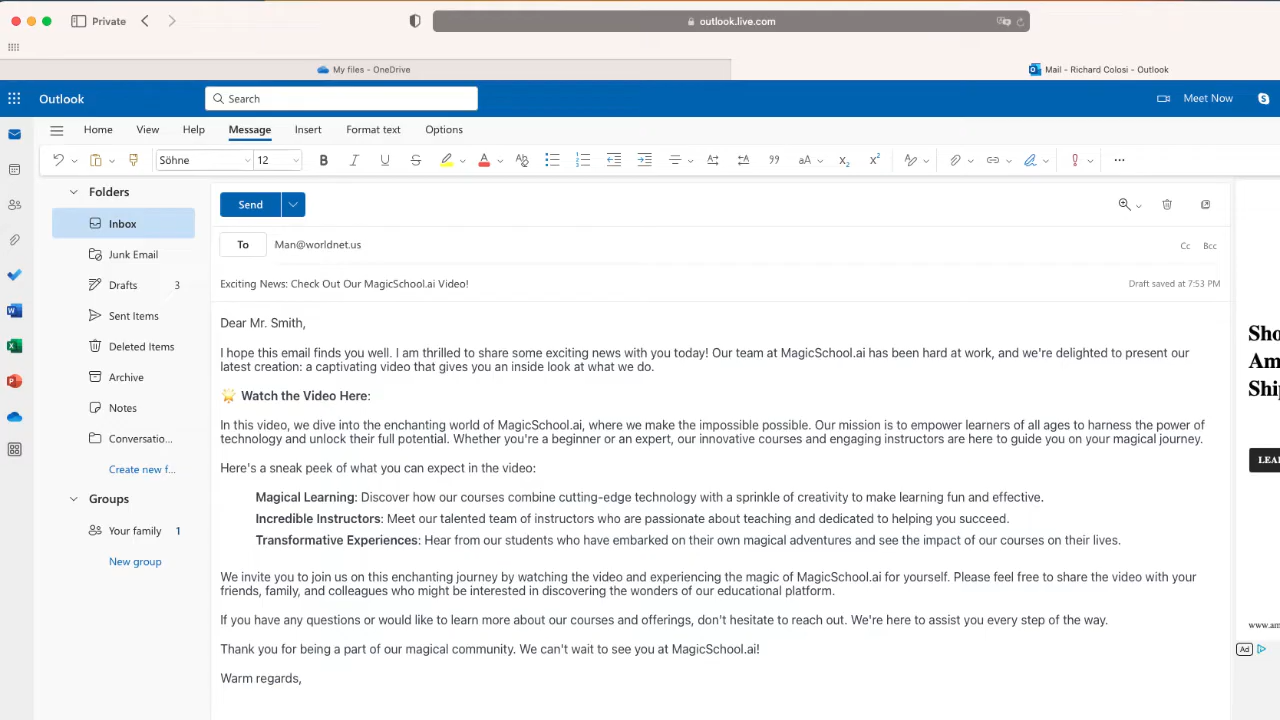 Private
outlook.live.com
My files - OneDrive
Mail - Richard Colosi - Outlook
Outlook
Search
Meet Now
Home View Help Message Insert Format text Options
Söhne 12
Folders
Inbox
Junk Email
Drafts 3
Sent Items
Deleted Items
Archive
Notes
Conversatio...
Create new f...
Groups
Your family 1
New group
Send
To Man@worldnet.us Cc Bcc
Exciting News: Check Out Our MagicSchool.ai Video! Draft saved at 7:53 PM
Dear Mr. Smith,
I hope this email finds you well. I am thrilled to share some exciting news with you today! Our team at MagicSchool.ai has been hard at work, and we're delighted to present our
latest creation: a captivating video that gives you an inside look at what we do.
🌟 Watch the Video Here:
In this video, we dive into the enchanting world of MagicSchool.ai, where we make the impossible possible. Our mission is to empower learners of all ages to harness the power of
technology and unlock their full potential. Whether you're a beginner or an expert, our innovative courses and engaging instructors are here to guide you on your magical journey.
Here's a sneak peek of what you can expect in the video:
Magical Learning: Discover how our courses combine cutting-edge technology with a sprinkle of creativity to make learning fun and effective.
Incredible Instructors: Meet our talented team of instructors who are passionate about teaching and dedicated to helping you succeed.
Transformative Experiences: Hear from our students who have embarked on their own magical adventures and see the impact of our courses on their lives.
We invite you to join us on this enchanting journey by watching the video and experiencing the magic of MagicSchool.ai for yourself. Please feel free to share the video with your
friends, family, and colleagues who might be interested in discovering the wonders of our educational platform.
If you have any questions or would like to learn more about our courses and offerings, don't hesitate to reach out. We're here to assist you every step of the way.
Thank you for being a part of our magical community. We can't wait to see you at MagicSchool.ai!
Warm regards,
Sho
Am
Shi
LEA
www.am
Ad